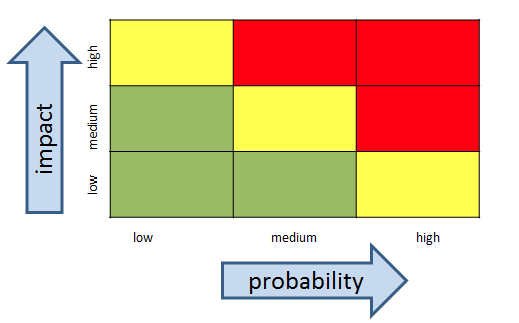 high
medium
low
impact
low medium high
probability